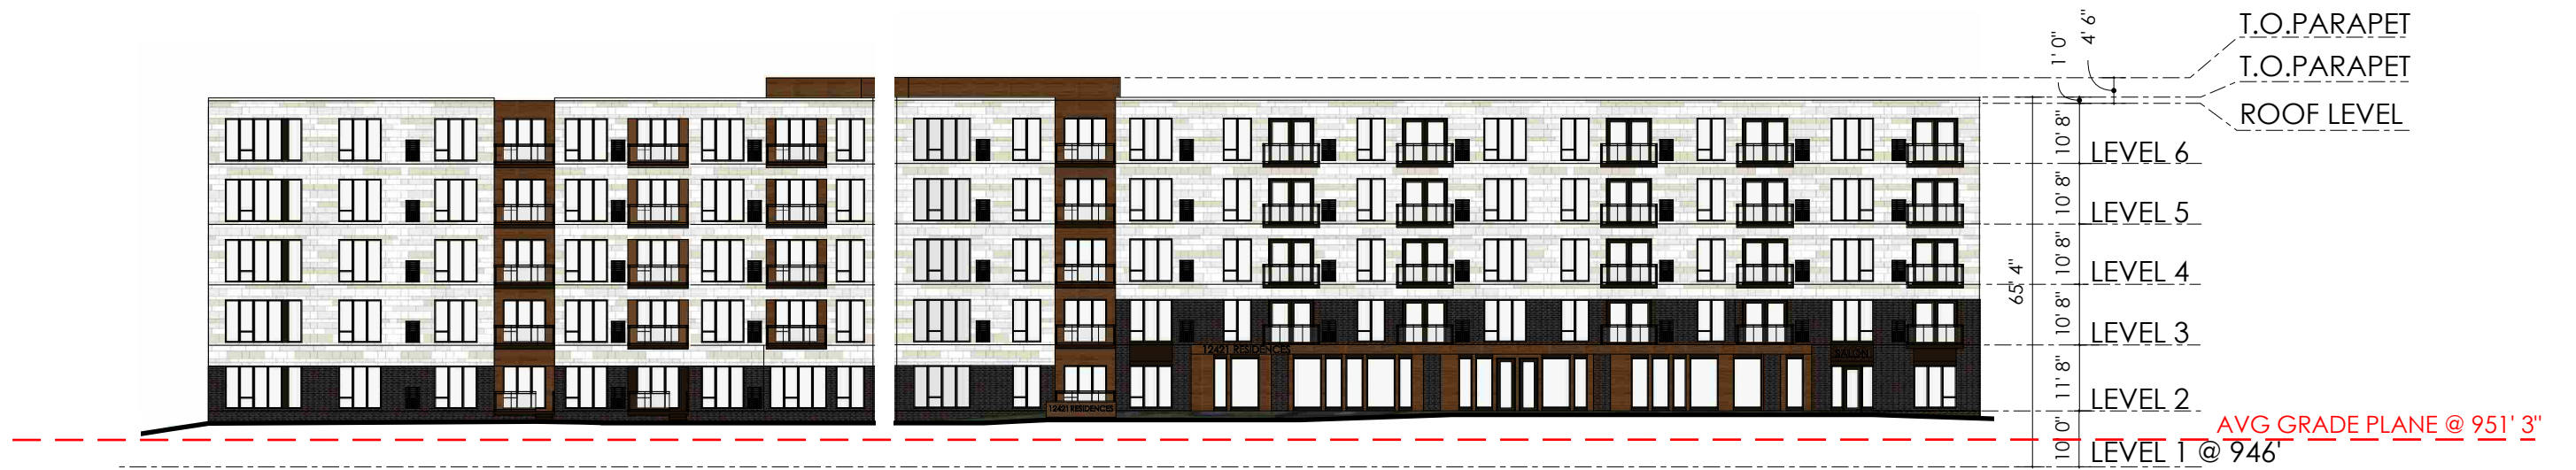 T.O.PARAPET
T.O.PARAPET
ROOF LEVEL
1' 0"
4' 6"
10' 8"
LEVEL 6
10' 8"
LEVEL 5
10' 8"
LEVEL 4
65' 4"
10' 8"
LEVEL 3
12421 RESIDENCES
SALON
11' 8"
LEVEL 2
12421 RESIDENCES
AVG GRADE PLANE @ 951' 3"
10' 0"
LEVEL 1 @ 946'